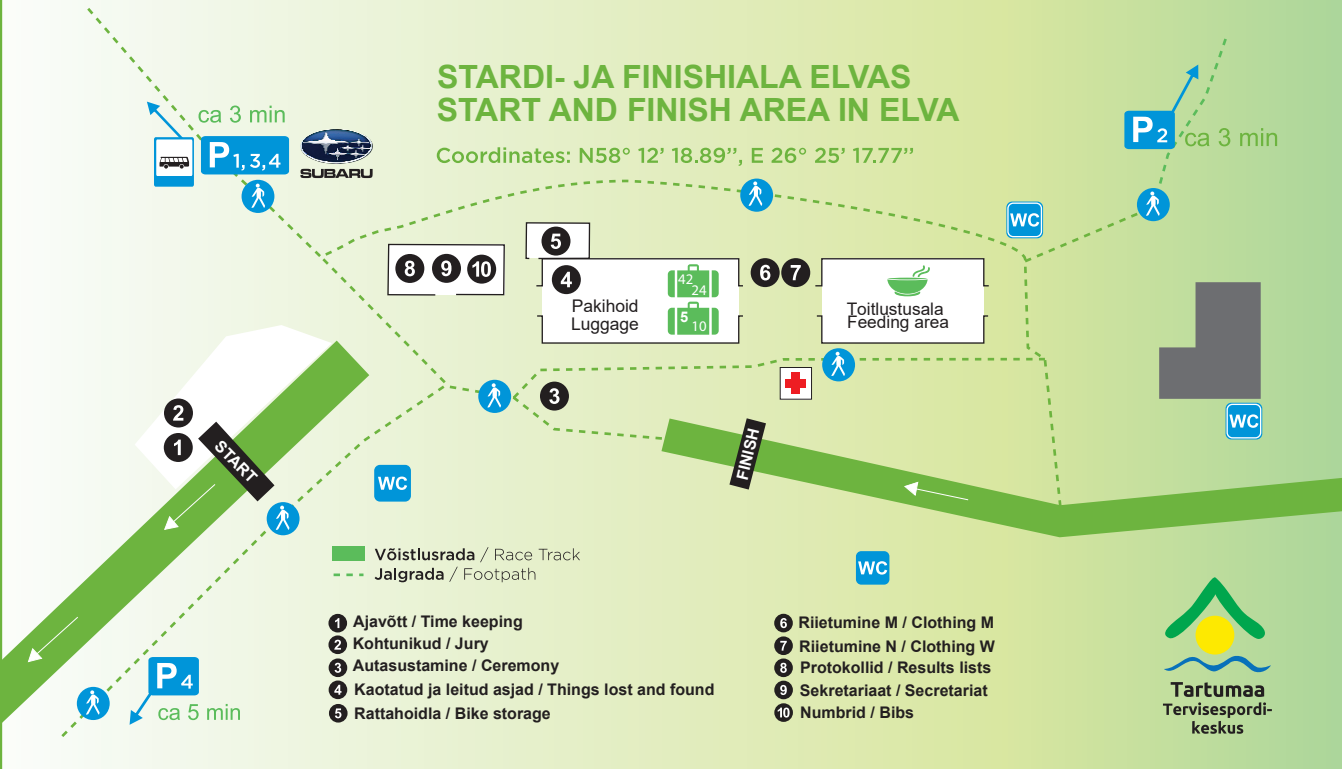 STARDI- JA FINISHIALA ELVAS
START AND FINISH AREA IN ELVA
Coordinates: N58° 12’ 18.89’’, E 26° 25’ 17.77’’
ca 3 min
P 1, 3, 4
SUBARU
P 2
ca 3 min
WC
5
8 9 10
4
42
24
Pakihoid
Luggage
5
10
6 7
Toitlustusala
Feeding area
3
2
1
START
FINISH
WC
WC
WC
Võistlusrada / Race Track
Jalgrada / Footpath
1 Ajavõtt / Time keeping
2 Kohtunikud / Jury
3 Autasustamine / Ceremony
4 Kaotatud ja leitud asjad / Things lost and found
5 Rattahoidla / Bike storage
6 Riietumine M / Clothing M
7 Riietumine N / Clothing W
8 Protokollid / Results lists
9 Sekretariaat / Secretariat
10 Numbrid / Bibs
P 4
ca 5 min
Tartumaa
Tervisespordi-
keskus